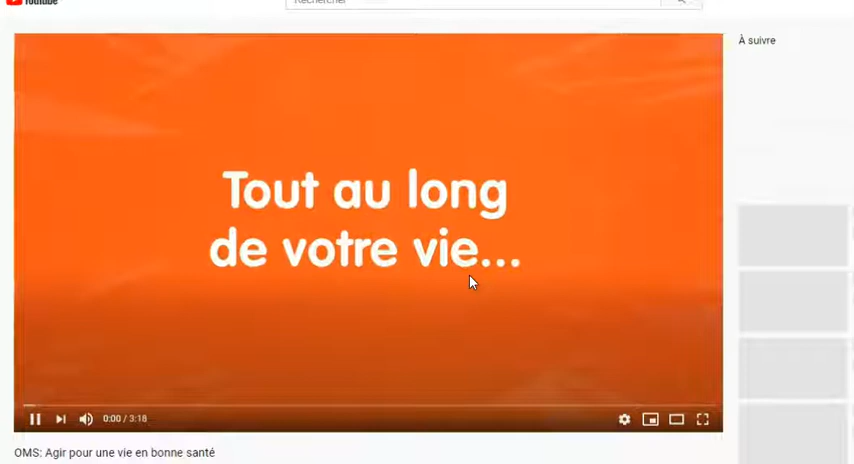 YouTube
Rechercher
À suivre
Tout au long
de votre vie...
0:00 / 3:18
OMS: Agir pour une vie en bonne santé